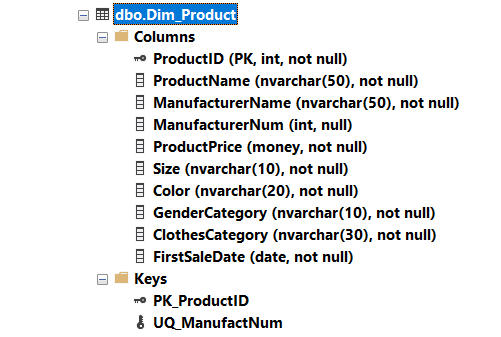 dbo.Dim_Product
Columns
ProductID (PK, int, not null)
ProductName (nvarchar(50), not null)
ManufacturerName (nvarchar(50), not null)
ManufacturerNum (int, null)
ProductPrice (money, not null)
Size (nvarchar(10), not null)
Color (nvarchar(20), not null)
GenderCategory (nvarchar(10), not null)
ClothesCategory (nvarchar(30), not null)
FirstSaleDate (date, not null)
Keys
PK_ProductID
UQ_ManufactNum